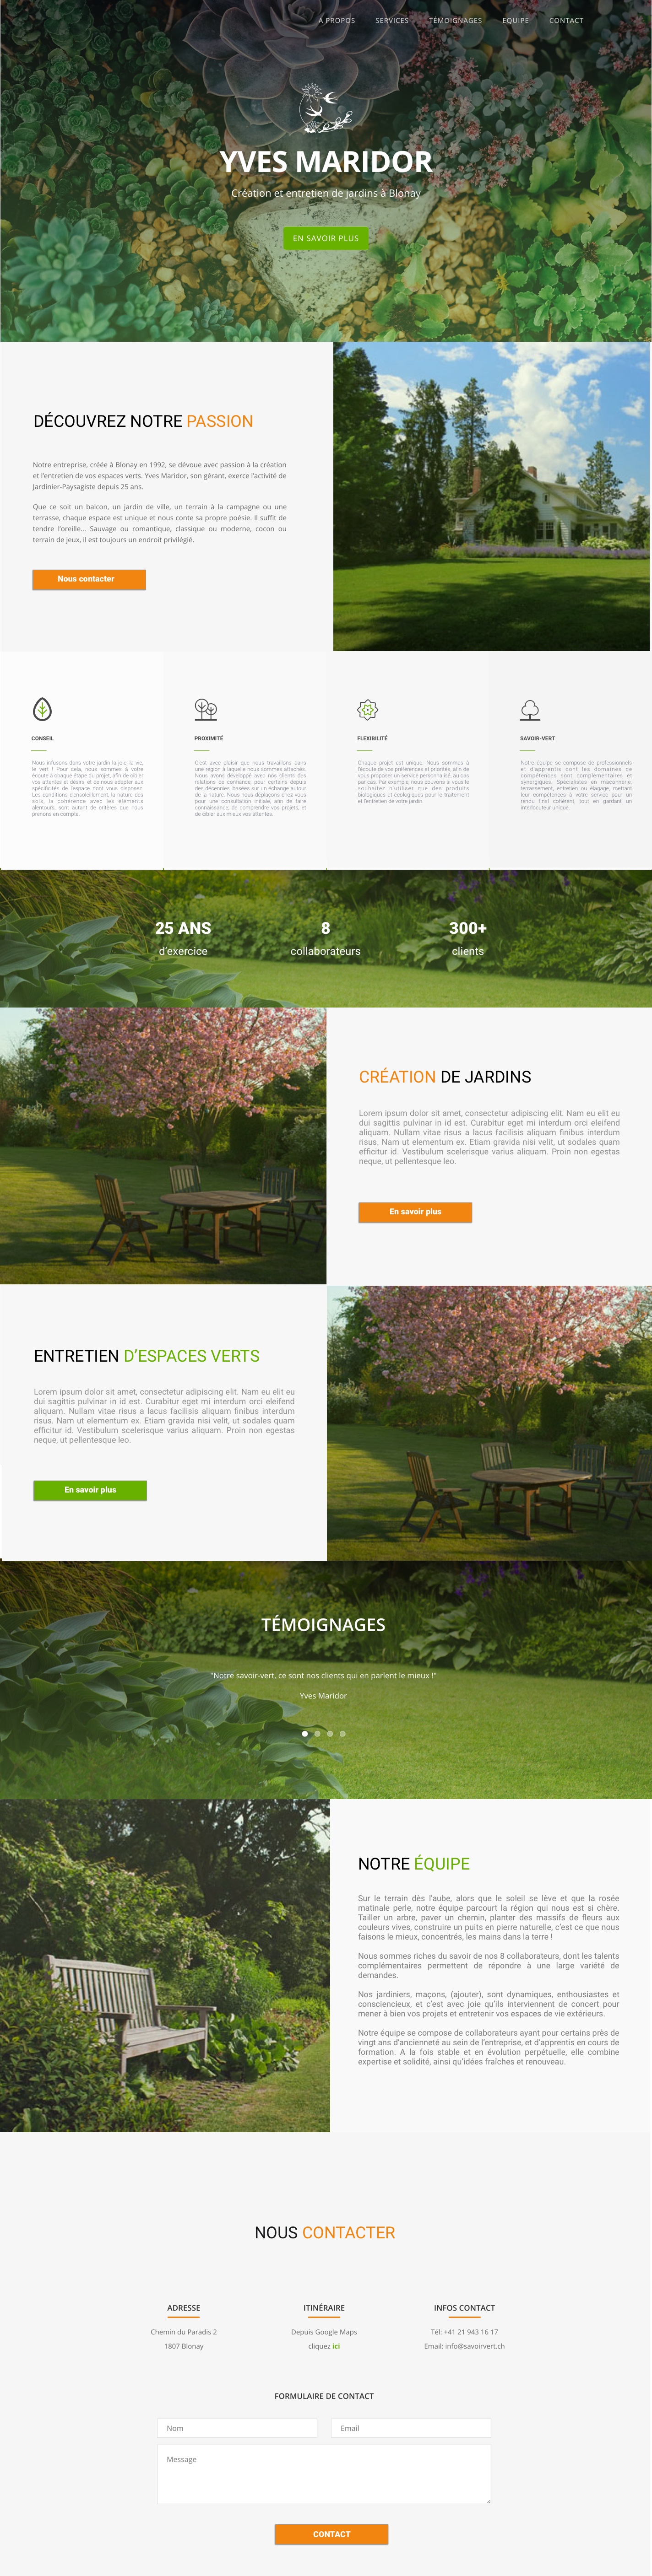 A PROPOS SERVICES TÉMOIGNAGES EQUIPE CONTACT
YVES MARIDOR
Création et entretien de jardins à Blonay
EN SAVOIR PLUS
DÉCOUVREZ NOTRE PASSION
Notre entreprise, créée à Blonay en 1992, se dévoue avec passion à la création
et l'entretien de vos espaces verts. Yves Maridor, son gérant, exerce l'activité de
Jardinier-Paysagiste depuis 25 ans.
Que ce soit un balcon, un jardin de ville, un terrain à la campagne ou une
terrasse, chaque espace est unique et nous conte sa propre poésie. Il suffit de
tendre l'oreille... Sauvage ou romantique, classique ou moderne, cocon ou
terrain de jeux, il est toujours un endroit privilégié.
Nous contacter
CONSEIL
Nous infusons dans votre jardin la joie, la vie,
le vert ! Pour cela, nous sommes à votre
écoute à chaque étape du projet, afin de cibler
vos attentes et désirs, et de nous adapter aux
spécificités de l'espace dont vous disposez.
Les conditions d'ensoleillement, la nature des
sols, la cohérence avec les éléments
alentours, sont autant de critères que nous
prenons en compte.
PROXIMITÉ
C'est avec plaisir que nous travaillons dans
une région à laquelle nous sommes attachés.
Nous avons développé avec nos clients des
relations de confiance, pour certains depuis
des décennies, basées sur un échange autour
de la nature. Nous nous déplaçons chez vous
pour une consultation initiale, afin de faire
connaissance, de comprendre vos projets, et
de cibler aux mieux vos attentes.
FLEXIBILITÉ
Chaque projet est unique. Nous sommes à
l'écoute de vos préférences et priorités, afin de
vous proposer un service personnalisé, au cas
par cas. Par exemple, nous pouvons si vous le
souhaitez n'utiliser que des produits
biologiques et écologiques pour le traitement
et l'entretien de votre jardin.
SAVOIR-VERT
Notre équipe se compose de professionnels
et d'apprentis dont les domaines de
compétences sont complémentaires et
synergiques. Spécialistes en maçonnerie,
terrassement, entretien ou élagage, mettant
leur compétences à votre service pour un
rendu final cohérent, tout en gardant un
interlocuteur unique.
25 ANS
d'exercice
8
collaborateurs
300+
clients
CRÉATION DE JARDINS
Lorem ipsum dolor sit amet, consectetur adipiscing elit. Nam eu elit eu
dui sagittis pulvinar in id est. Curabitur eget mi interdum orci eleifend
aliquam. Nullam vitae risus a lacus facilisis aliquam finibus interdum
risus. Nam ut elementum ex. Etiam gravida nisi velit, ut sodales quam
efficitur id. Vestibulum scelerisque varius aliquam. Proin non egestas
neque, ut pellentesque leo.
En savoir plus
ENTRETIEN D'ESPACES VERTS
Lorem ipsum dolor sit amet, consectetur adipiscing elit. Nam eu elit eu
dui sagittis pulvinar in id est. Curabitur eget mi interdum orci eleifend
aliquam. Nullam vitae risus a lacus facilisis aliquam finibus interdum
risus. Nam ut elementum ex. Etiam gravida nisi velit, ut sodales quam
efficitur id. Vestibulum scelerisque varius aliquam. Proin non egestas
neque, ut pellentesque leo.
En savoir plus
TÉMOIGNAGES
"Notre savoir-vert, ce sont nos clients qui en parlent le mieux !"
Yves Maridor
NOTRE ÉQUIPE
Sur le terrain dès l'aube, alors que le soleil se lève et que la rosée
matinale perle, notre équipe parcourt la région qui nous est si chère.
Tailler un arbre, paver un chemin, planter des massifs de fleurs aux
couleurs vives, construire un puits en pierre naturelle, c'est ce que nous
faisons le mieux, concentrés, les mains dans la terre !
Nous sommes riches du savoir de nos 8 collaborateurs, dont les talents
complémentaires permettent de répondre à une large variété de
demandes.
Nos jardiniers, maçons, (ajouter), sont dynamiques, enthousiastes et
consciencieux, et c'est avec joie qu'ils interviennent de concert pour
mener à bien vos projets et entretenir vos espaces de vie extérieurs.
Notre équipe se compose de collaborateurs ayant pour certains près de
vingt ans d'ancienneté au sein de l'entreprise, et d'apprentis en cours de
formation. A la fois stable et en évolution perpétuelle, elle combine
expertise et solidité, ainsi qu'idées fraîches et renouveau.
NOUS CONTACTER
ADRESSE
Chemin du Paradis 2
1807 Blonay
ITINÉRAIRE
Depuis Google Maps
cliquez ici
INFOS CONTACT
Tél: +41 21 943 16 17
Email: info@savoirvert.ch
FORMULAIRE DE CONTACT
Nom
Email
Message
CONTACT